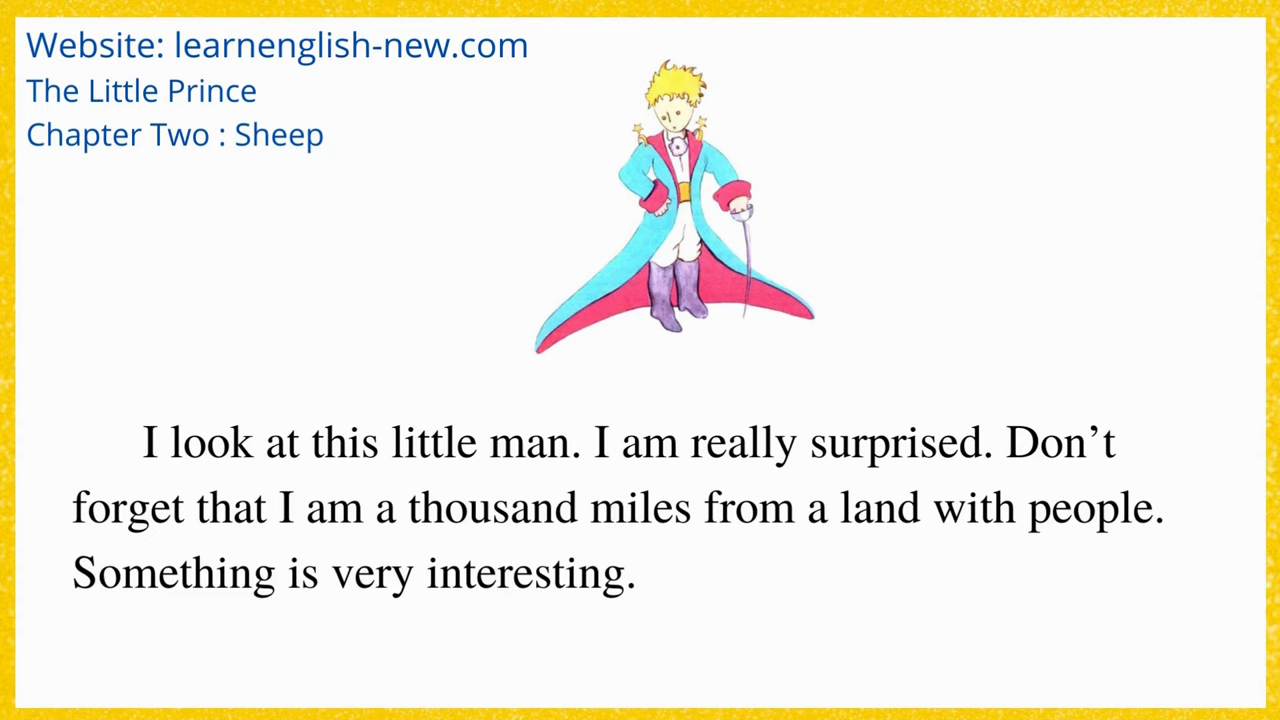 Website: learnenglish-new.com
The Little Prince
Chapter Two : Sheep
I look at this little man. I am really surprised. Don’t
forget that I am a thousand miles from a land with people.
Something is very interesting.